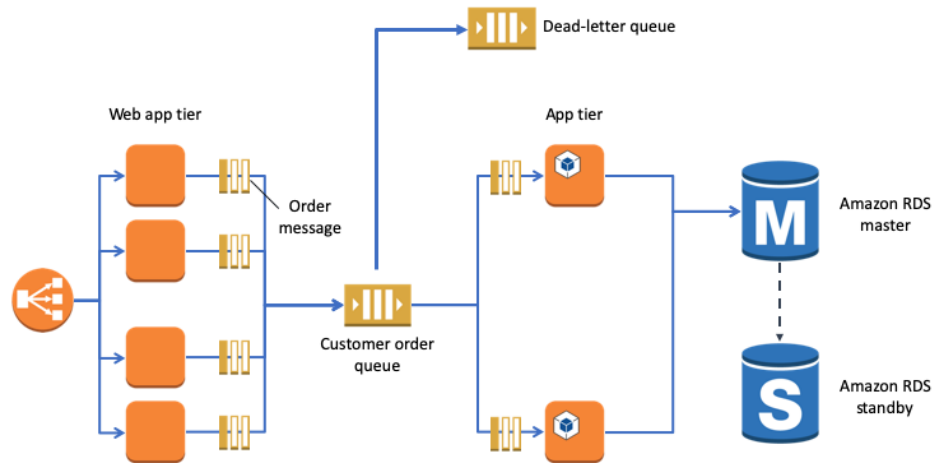 Dead-letter queue
Web app tier
App tier
Order
message
Customer order
queue
M
Amazon RDS
master
S
Amazon RDS
standby